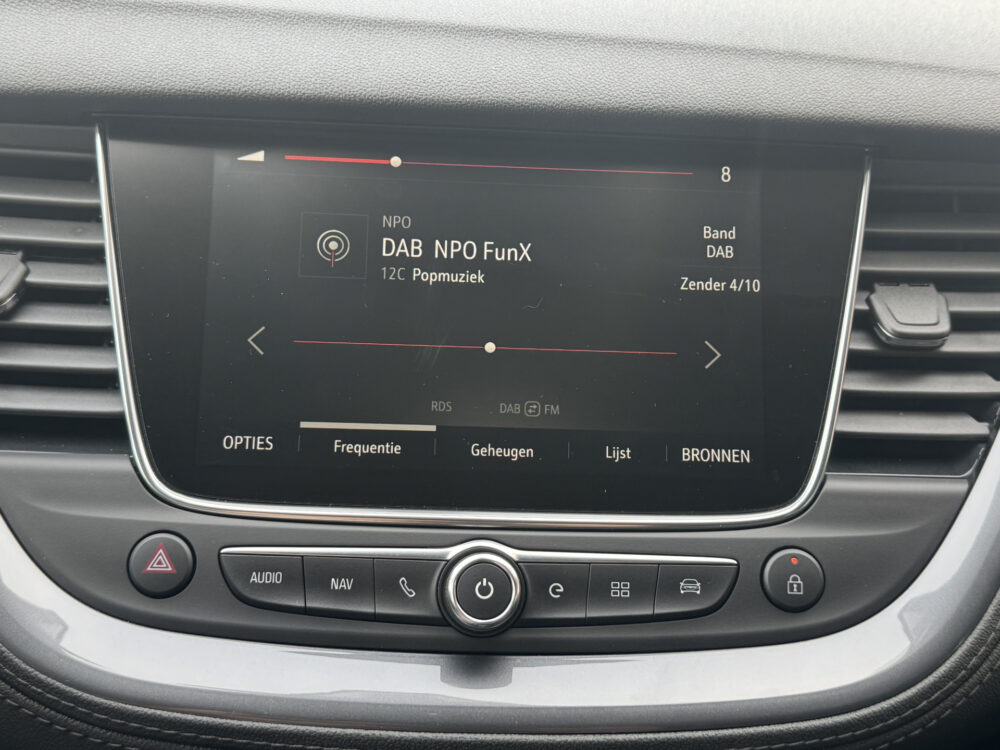 8
NPO
DAB NPO FunX
12C Popmuziek
Band
DAB
Zender 4/10
RDS
DAB FM
OPTIES
Frequentie
Geheugen
Lijst
BRONNEN
AUDIO
NAV